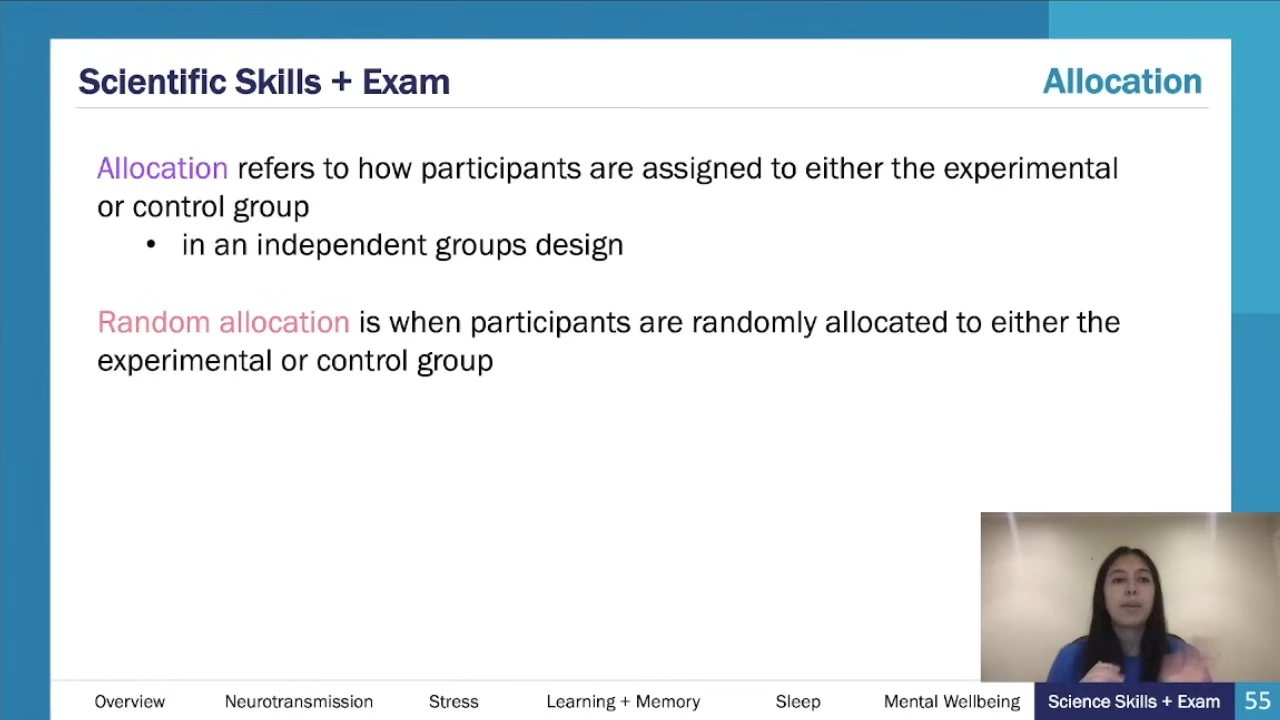 Scientific Skills + Exam
Allocation
Allocation refers to how participants are assigned to either the experimental
or control group
• in an independent groups design
Random allocation is when participants are randomly allocated to either the
experimental or control group
Overview
Neurotransmission
Stress
Learning + Memory
Sleep
Mental Wellbeing
Science Skills + Exam
55